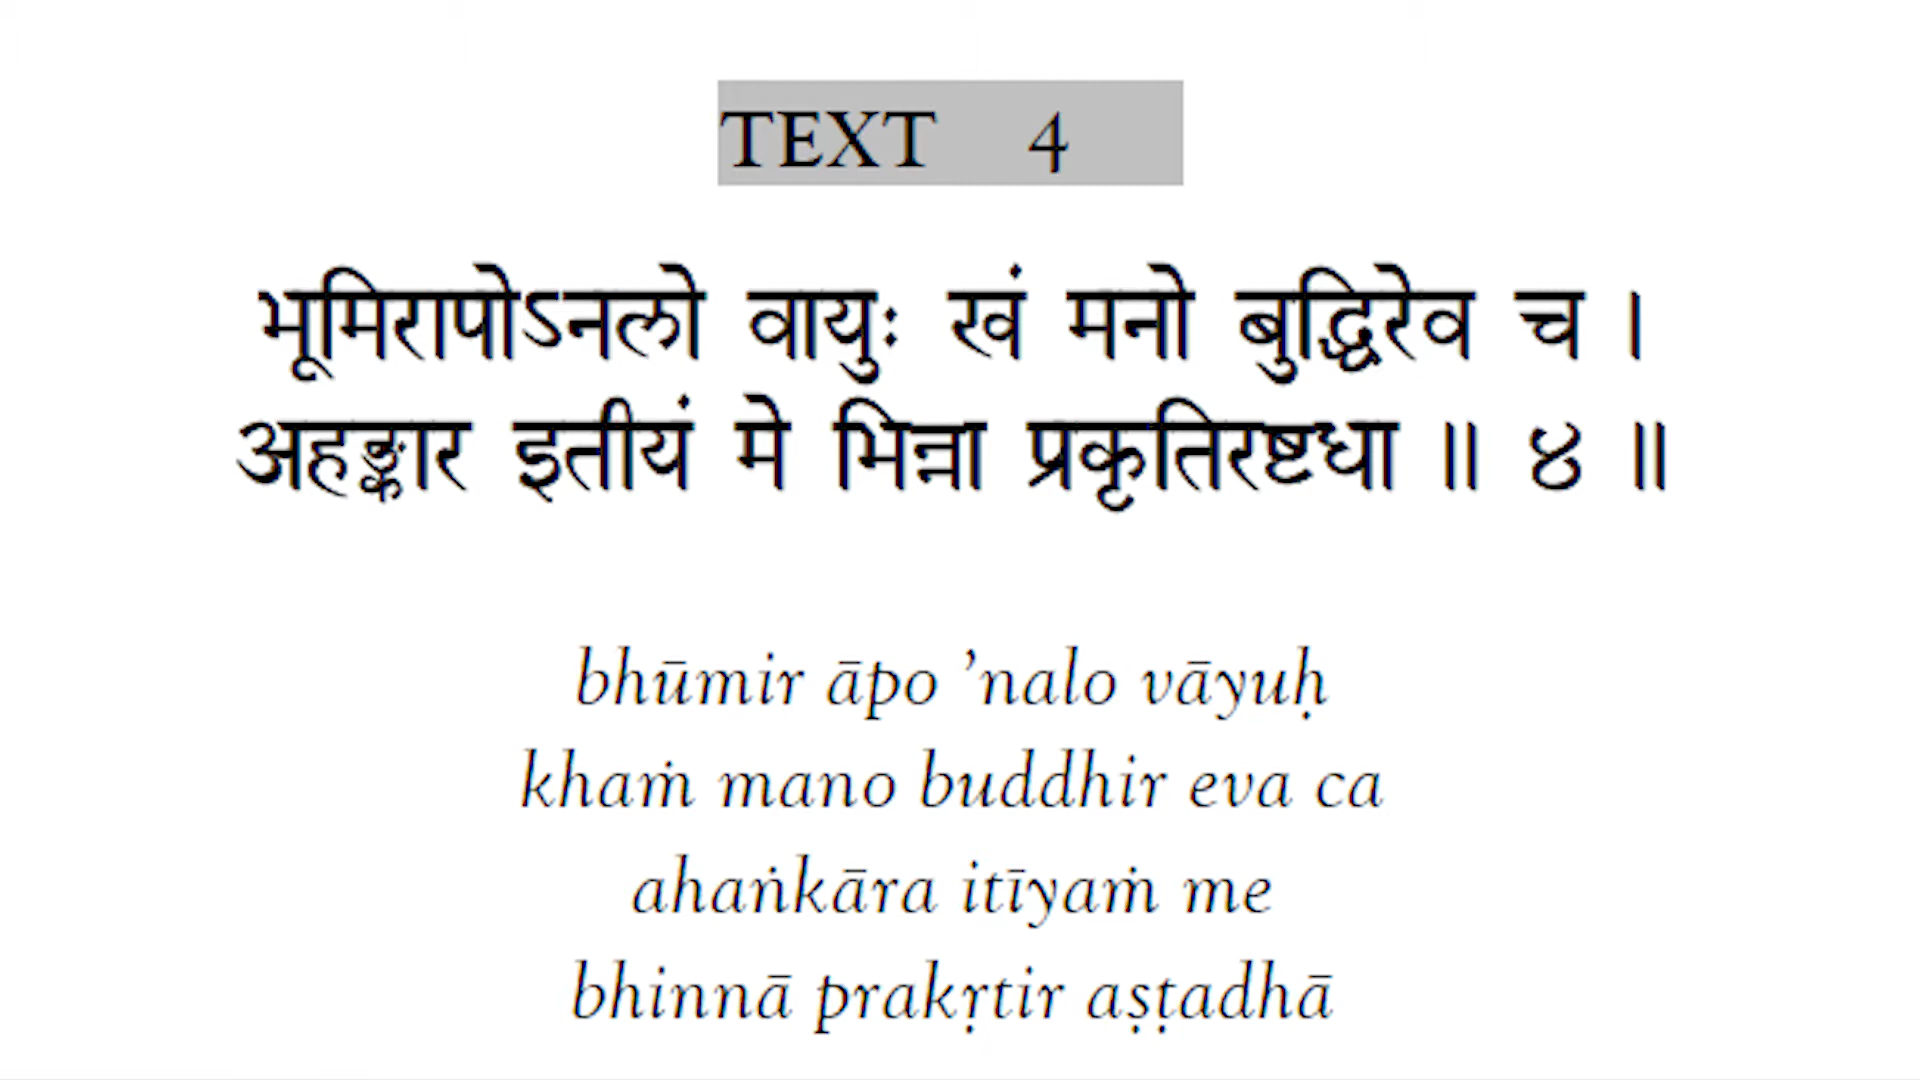 TEXT 4
भूमिरापोऽनलो वायुः खं मनो बुद्धिरेव च ।
अहङ्कार इतीयं मे भिन्ना प्रकृतिरष्टधा ॥ ४ ॥
bhūmir āpo ’nalo vāyuḥ
khaṁ mano buddhir eva ca
ahaṅkāra itīyaṁ me
bhinnā prakṛtir aṣṭadhā